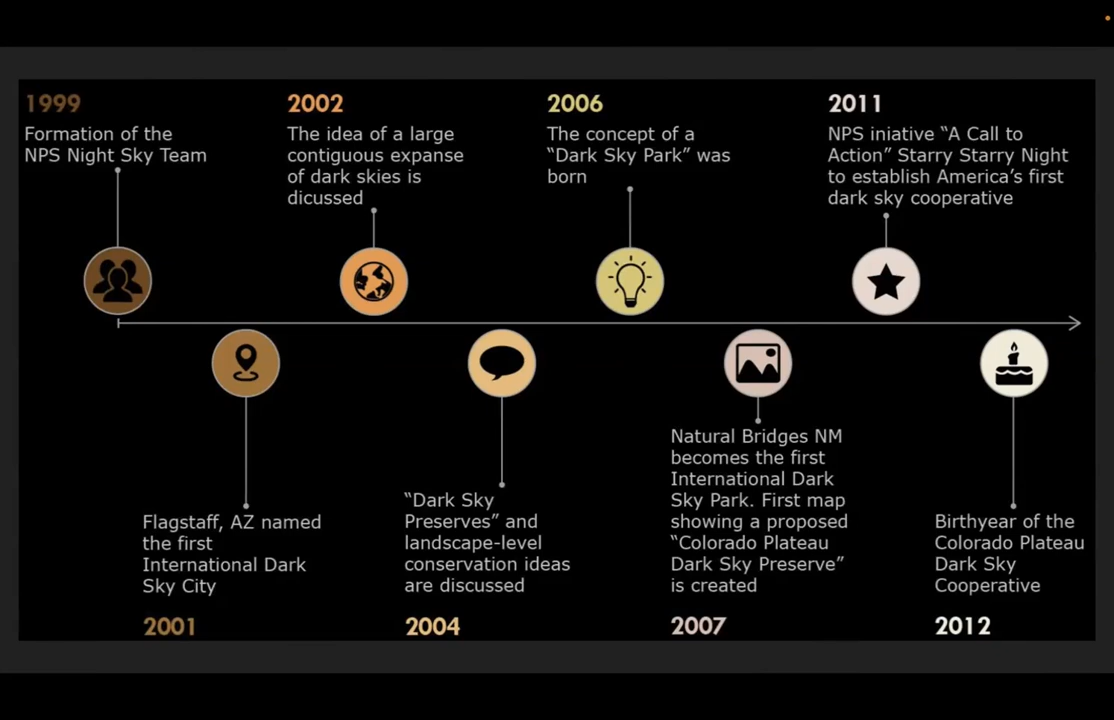 1999
Formation of the
NPS Night Sky Team
2002
The idea of a large
contiguous expanse
of dark skies is
dicussed
2006
The concept of a
“Dark Sky Park” was
born
2011
NPS iniative “A Call to
Action” Starry Starry Night
to establish America’s first
dark sky cooperative
Flagstaff, AZ named
the first
International Dark
Sky City
2001
“Dark Sky
Preserves” and
landscape-level
conservation ideas
are discussed
2004
Natural Bridges NM
becomes the first
International Dark
Sky Park. First map
showing a proposed
“Colorado Plateau
Dark Sky Preserve”
is created
2007
Birthyear of the
Colorado Plateau
Dark Sky
Cooperative
2012